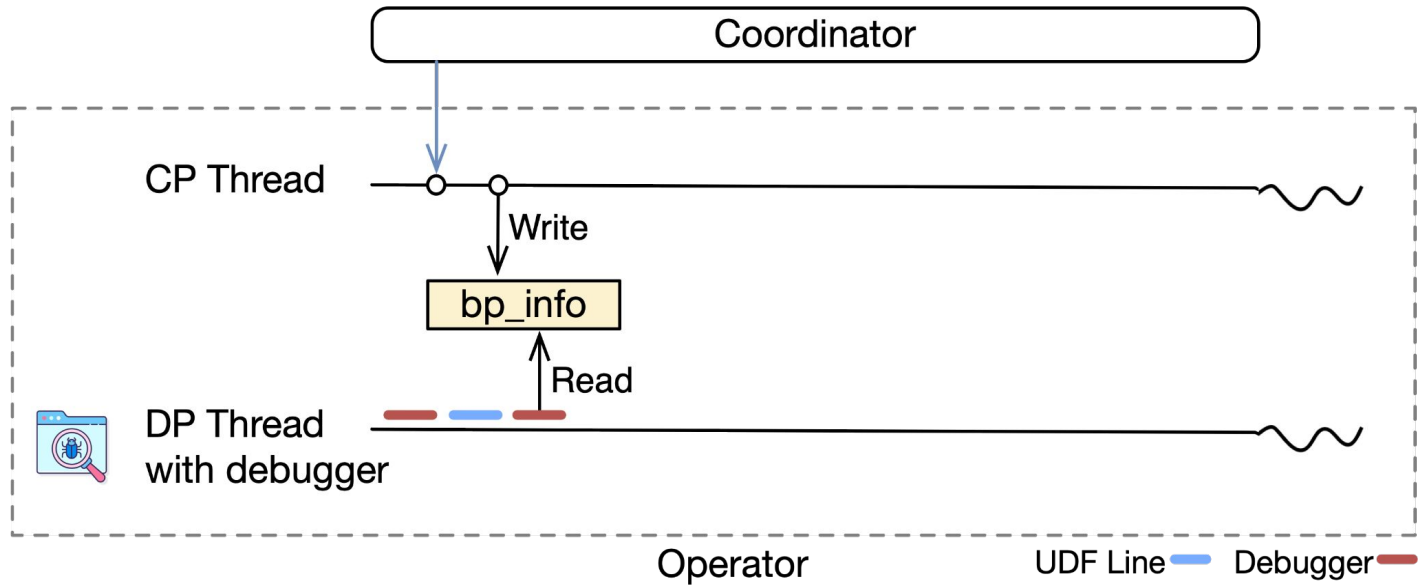 Coordinator
CP Thread
Write
bp_info
Read
DP Thread
with debugger
Operator
UDF Line
Debugger